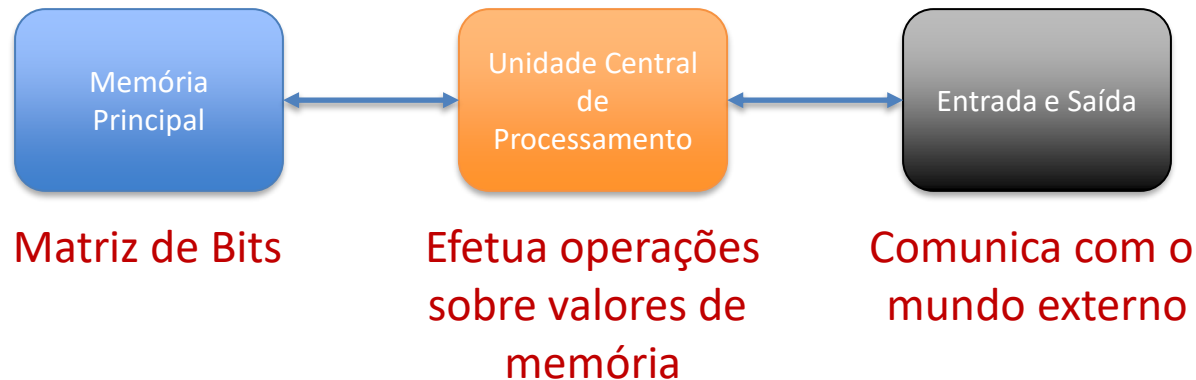 Memória
Principal
Unidade Central
de
Processamento
Entrada e Saída
Matriz de Bits
Efetua operações
sobre valores de
memória
Comunica com o
mundo externo